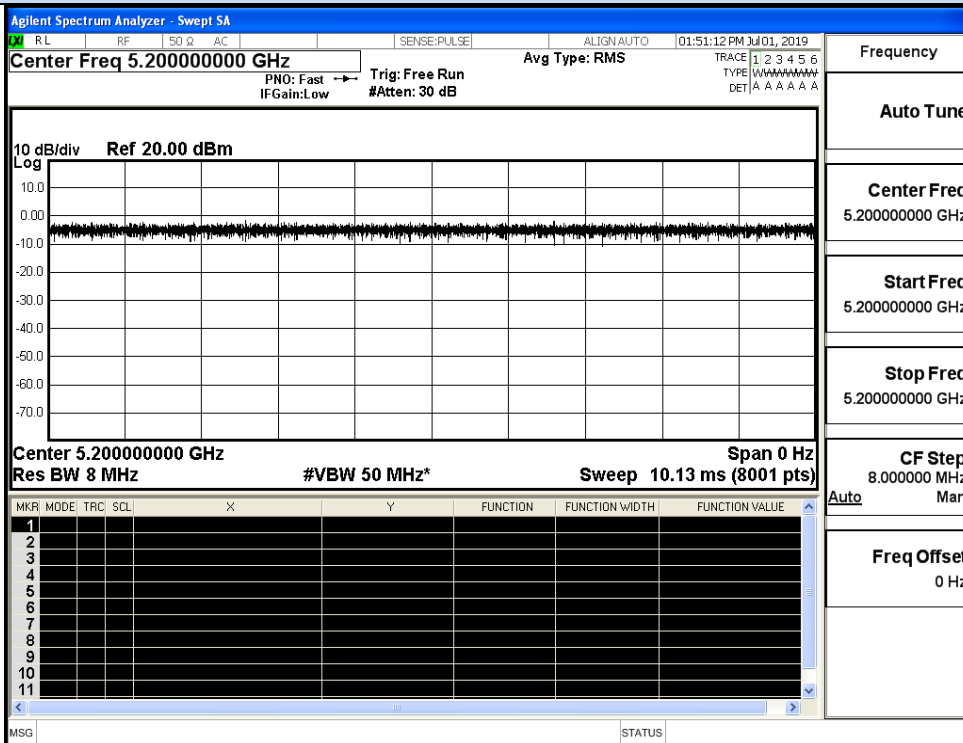 Agilent Spectrum Analyzer - Swept SA
LXI RL RF 50 Ω AC SENSE:PULSE ALIGN AUTO 01:51:12 PM Jul 01, 2019
Center Freq 5.200000000 GHz
Avg Type: RMS
TRACE 1 2 3 4 5 6
PNO: Fast
Trig: Free Run
TYPE WWWWWW
IFGain:Low
#Atten: 30 dB
DET A A A A A A
10 dB/div Ref 20.00 dBm
Log
10.0
0.00
-10.0
-20.0
-30.0
-40.0
-50.0
-60.0
-70.0
Center 5.200000000 GHz Span 0 Hz
Res BW 8 MHz #VBW 50 MHz* Sweep 10.13 ms (8001 pts)
MKR MODE TRC SCL X Y FUNCTION FUNCTION WIDTH FUNCTION VALUE
1
2
3
4
5
6
7
8
9
10
11
MSG STATUS
Frequency
Auto Tune
Center Freq
5.200000000 GHz
Start Freq
5.200000000 GHz
Stop Freq
5.200000000 GHz
CF Step
8.000000 MHz
Auto Man
Freq Offset
0 Hz